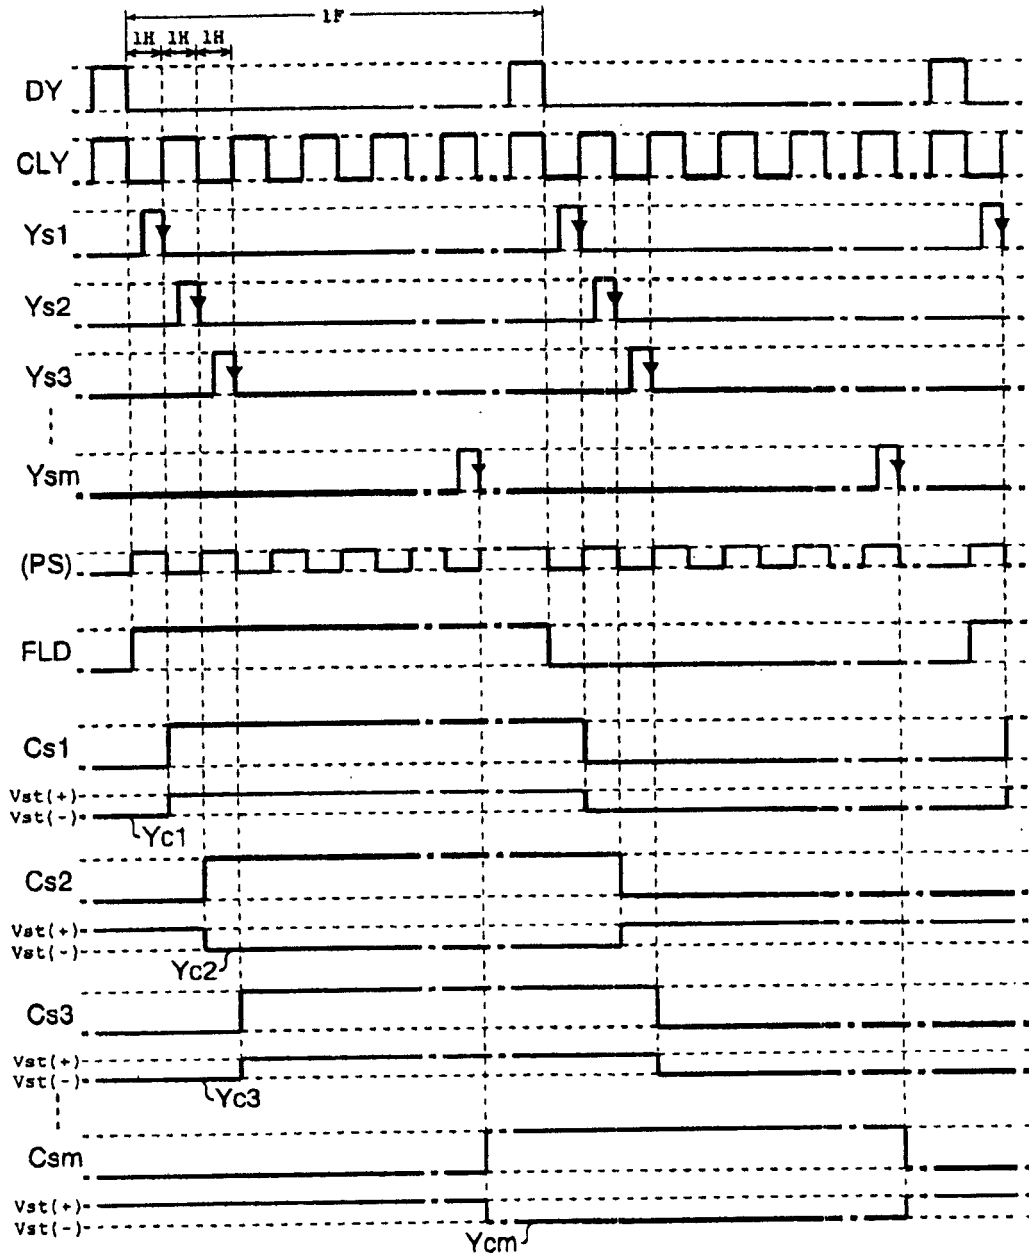 1F
1H 1H 1H
DY
CLY
Ys1
Ys2
Ys3
Ysm
(PS)
FLD
Cs1
Vst(+)
Vst(-)
Yc1
Cs2
Vst(+)
Vst(-)
Yc2
Cs3
Vst(+)
Vst(-)
Yc3
Csm
Vst(+)
Vst(-)
Ycm